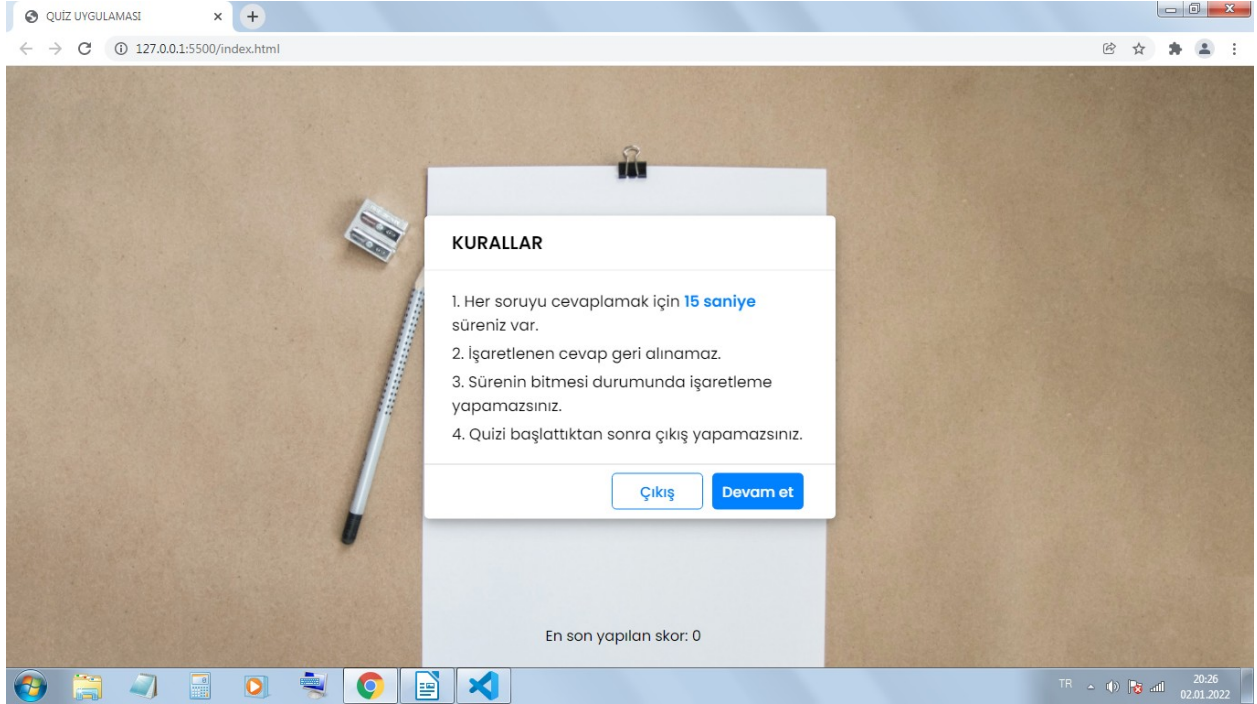 QUİZ UYGULAMASI
127.0.0.1:5500/index.html
KURALLAR
1. Her soruyu cevaplamak için 15 saniye
süreniz var.
2. İşaretlenen cevap geri alınamaz.
3. Sürenin bitmesi durumunda işaretleme
yapamazsınız.
4. Quizi başlattıktan sonra çıkış yapamazsınız.
Çıkış
Devam et
En son yapılan skor: 0
TR
20:26
02.01.2022